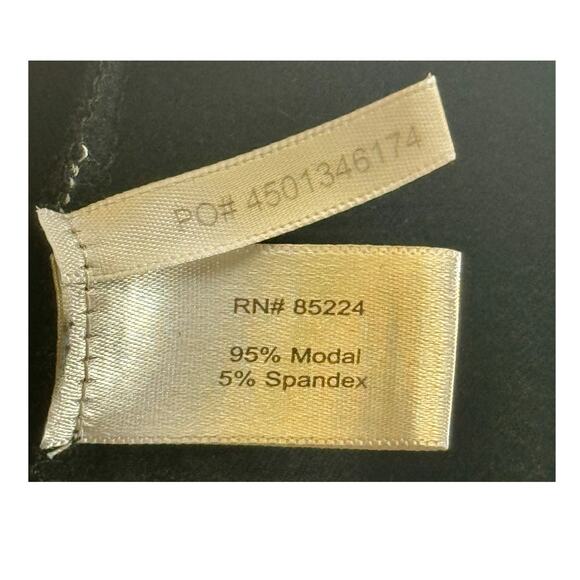 PO# 4501346174
RN# 85224
95% Modal
5% Spandex